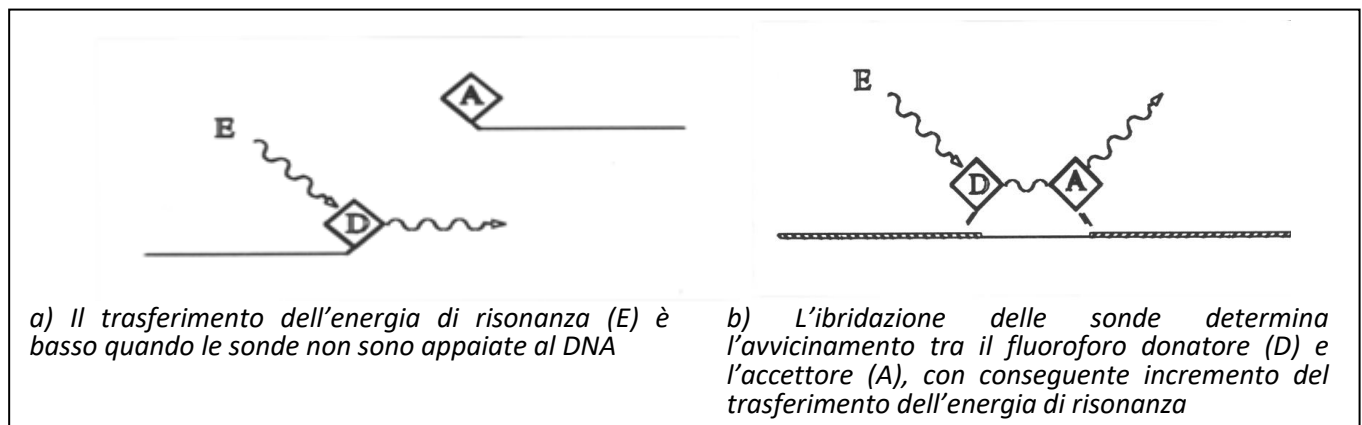 A
E
D
E
D
A
a) Il trasferimento dell'energia di risonanza (E) è
basso quando le sonde non sono appaiate al DNA
b) L'ibridazione delle sonde determina
l'avvicinamento tra il fluoroforo donatore (D) e
l'accettore (A), con conseguente incremento del
trasferimento dell'energia di risonanza